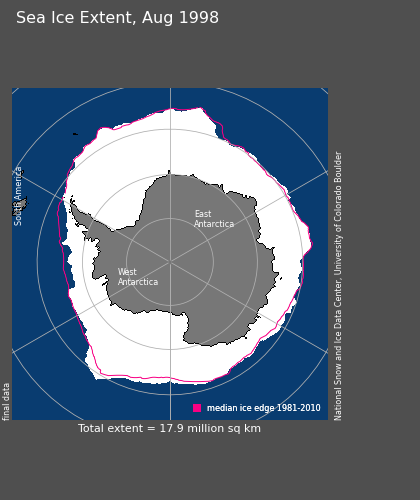 Sea Ice Extent, Aug 1998
South America
East
Antarctica
West
Antarctica
National Snow and Ice Data Center, University of Colorado Boulder
final data
median ice edge 1981-2010
Total extent = 17.9 million sq km